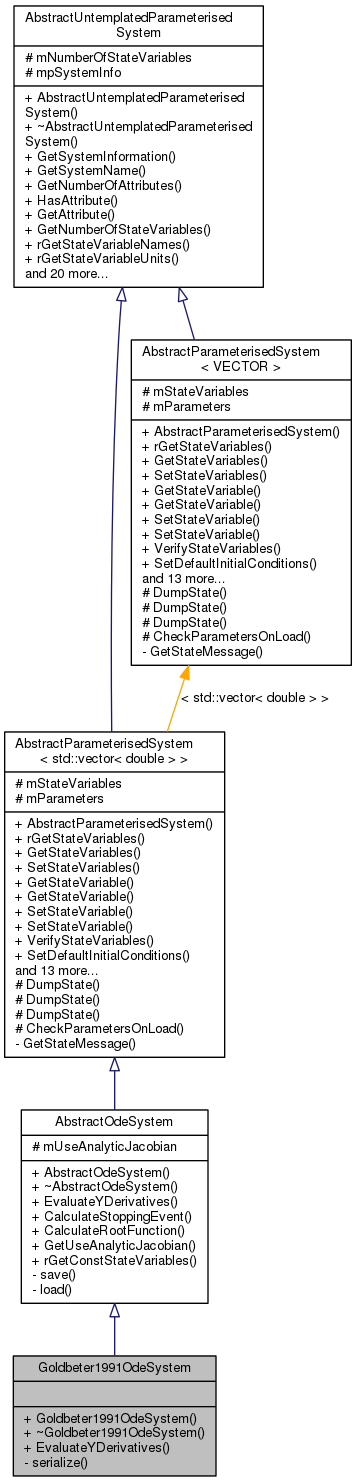 AbstractUntemplatedParameterised
System
# mNumberOfStateVariables
# mpSystemInfo
+ AbstractUntemplatedParameterised
System()
+ ~AbstractUntemplatedParameterised
System()
+ GetSystemInformation()
+ GetSystemName()
+ GetNumberOfAttributes()
+ HasAttribute()
+ GetAttribute()
+ GetNumberOfStateVariables()
+ rGetStateVariableNames()
+ rGetStateVariableUnits()
and 20 more...
AbstractParameterisedSystem
< VECTOR >
# mStateVariables
# mParameters
+ AbstractParameterisedSystem()
+ rGetStateVariables()
+ GetStateVariables()
+ SetStateVariables()
+ GetStateVariable()
+ GetStateVariable()
+ SetStateVariable()
+ SetStateVariable()
+ VerifyStateVariables()
+ SetDefaultInitialConditions()
and 13 more...
# DumpState()
# DumpState()
# DumpState()
# CheckParametersOnLoad()
- GetStateMessage()
< std::vector< double > >
AbstractParameterisedSystem
< std::vector< double > >
# mStateVariables
# mParameters
+ AbstractParameterisedSystem()
+ rGetStateVariables()
+ GetStateVariables()
+ SetStateVariables()
+ GetStateVariable()
+ GetStateVariable()
+ SetStateVariable()
+ SetStateVariable()
+ VerifyStateVariables()
+ SetDefaultInitialConditions()
and 13 more...
# DumpState()
# DumpState()
# DumpState()
# CheckParametersOnLoad()
- GetStateMessage()
AbstractOdeSystem
# mUseAnalyticJacobian
+ AbstractOdeSystem()
+ ~AbstractOdeSystem()
+ EvaluateYDerivatives()
+ CalculateStoppingEvent()
+ CalculateRootFunction()
+ GetUseAnalyticJacobian()
+ rGetConstStateVariables()
- save()
- load()
Goldbeter1991OdeSystem
+ Goldbeter1991OdeSystem()
+ ~Goldbeter1991OdeSystem()
+ EvaluateYDerivatives()
- serialize()